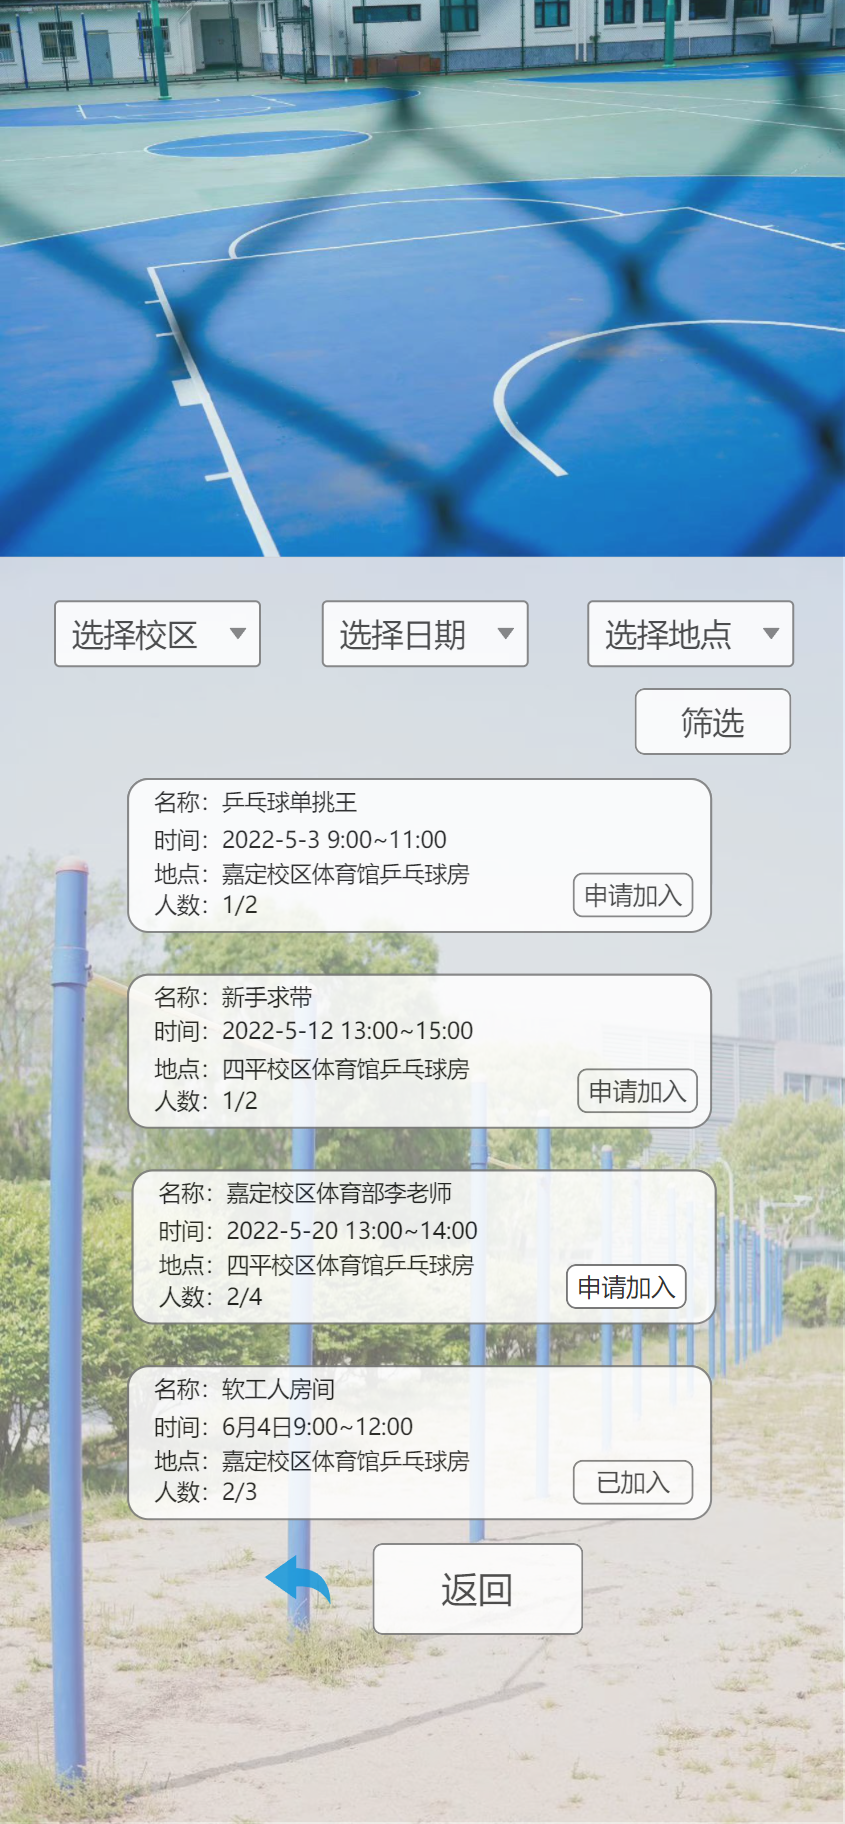 选择校区 选择日期 选择地点
筛选
名称：乒乓球单挑王
时间：2022-5-3 9:00~11:00
地点：嘉定校区体育馆乒乓球房
人数：1/2
申请加入
名称：新手求带
时间：2022-5-12 13:00~15:00
地点：四平校区体育馆乒乓球房
人数：1/2
申请加入
名称：嘉定校区体育部李老师
时间：2022-5-20 13:00~14:00
地点：四平校区体育馆乒乓球房
人数：2/4
申请加入
名称：软工人房间
时间：6月4日9:00~12:00
地点：嘉定校区体育馆乒乓球房
人数：2/3
已加入
返回